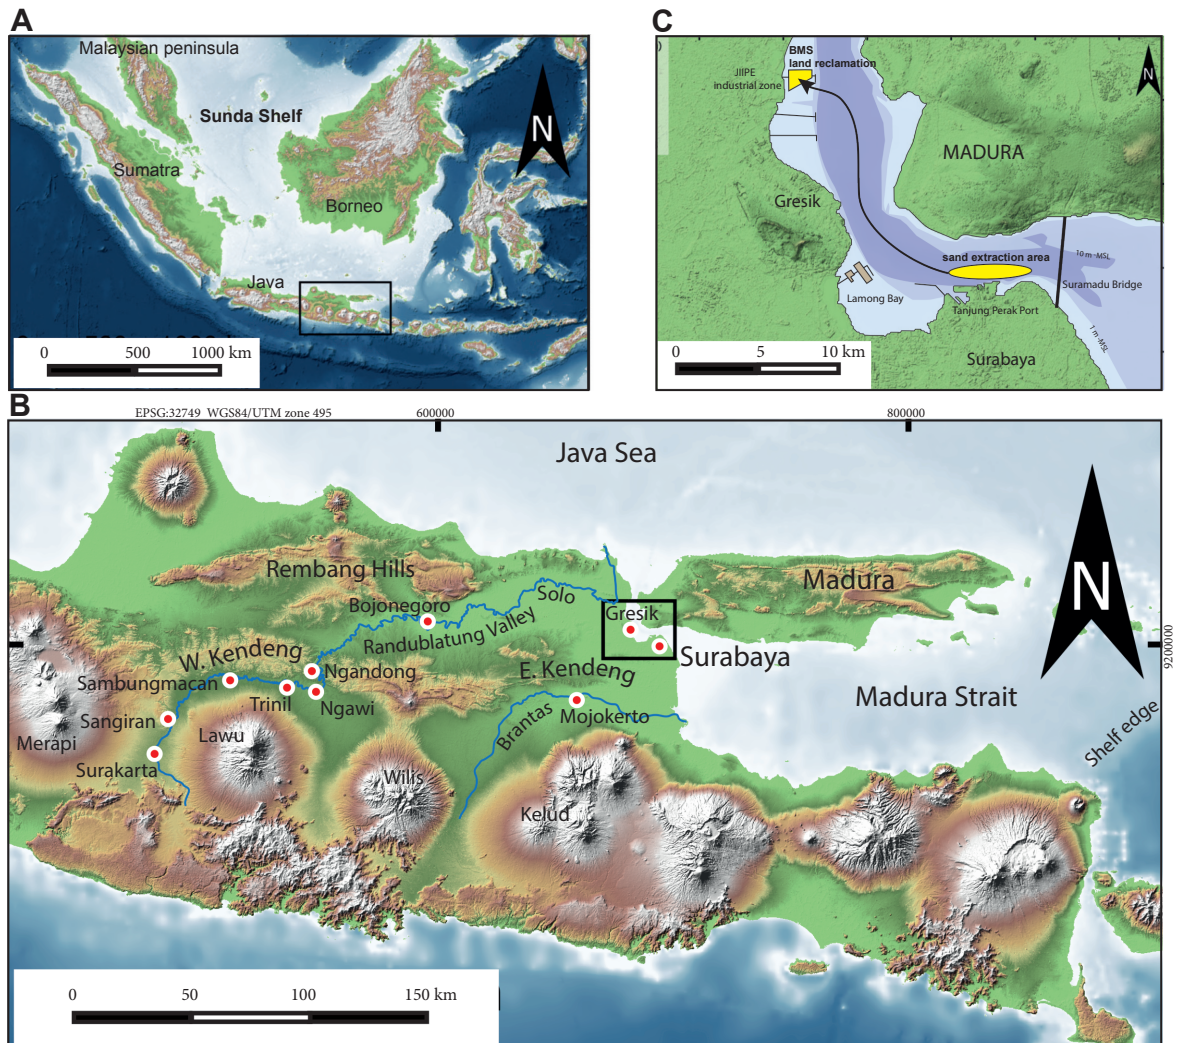 A
Malaysian peninsula
Sunda Shelf
Sumatra
Borneo
Java
N
0 500 1000 km
C
BMS
land reclamation
JIIPE
industrial zone
N
MADURA
Gresik
sand extraction area
10 m -MSL
Suramadu Bridge
Lamong Bay
Tanjung Perak Port
1 m -MSL
Surabaya
0 5 10 km
B
EPSG:32749 WGS84/UTM zone 495
600000
800000
Java Sea
Rembang Hills
Madura
Solo
Bojonegoro
Randublatung Valley
Gresik
N
9200000
W. Kendeng
Ngandong
E. Kendeng
Surabaya
Sambungmacan
Trinil
Ngawi
Madura Strait
Sangiran
Brantas
Mojokerto
Shelf edge
Merapi
Lawu
Surakarta
Wilis
Kelud
0 50 100 150 km